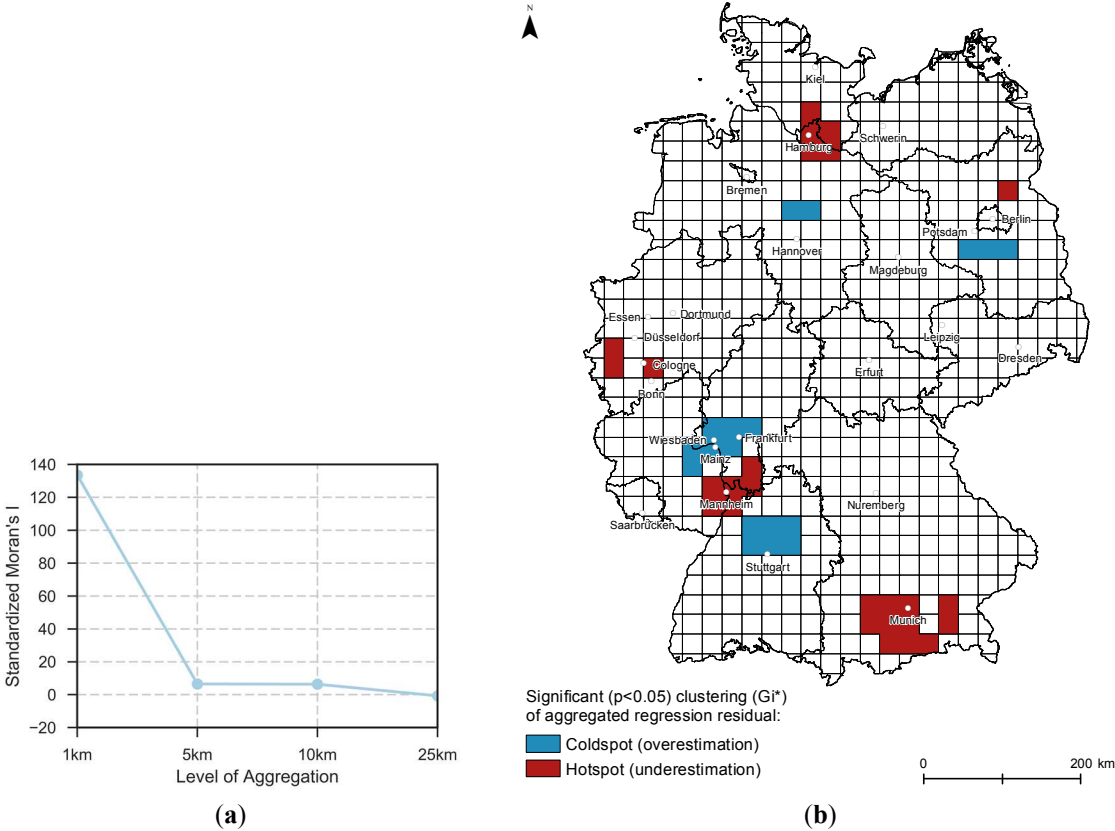 140
120
100
80
60
40
20
0
−20
Standardized Moran's I
1km 5km 10km 25km
Level of Aggregation
(a)
N
Kiel
Schwerin
Hamburg
Bremen
Berlin
Potsdam
Hannover
Magdeburg
Essen
Dortmund
Düsseldorf
Leipzig
Dresden
Cologne
Erfurt
Bonn
Wiesbaden
Frankfurt
Mainz
Mannheim
Nuremberg
Saarbrücken
Stuttgart
Munich
Significant (p<0.05) clustering (Gi*)
of aggregated regression residual:
Coldspot (overestimation)
Hotspot (underestimation)
0 200 km
(b)